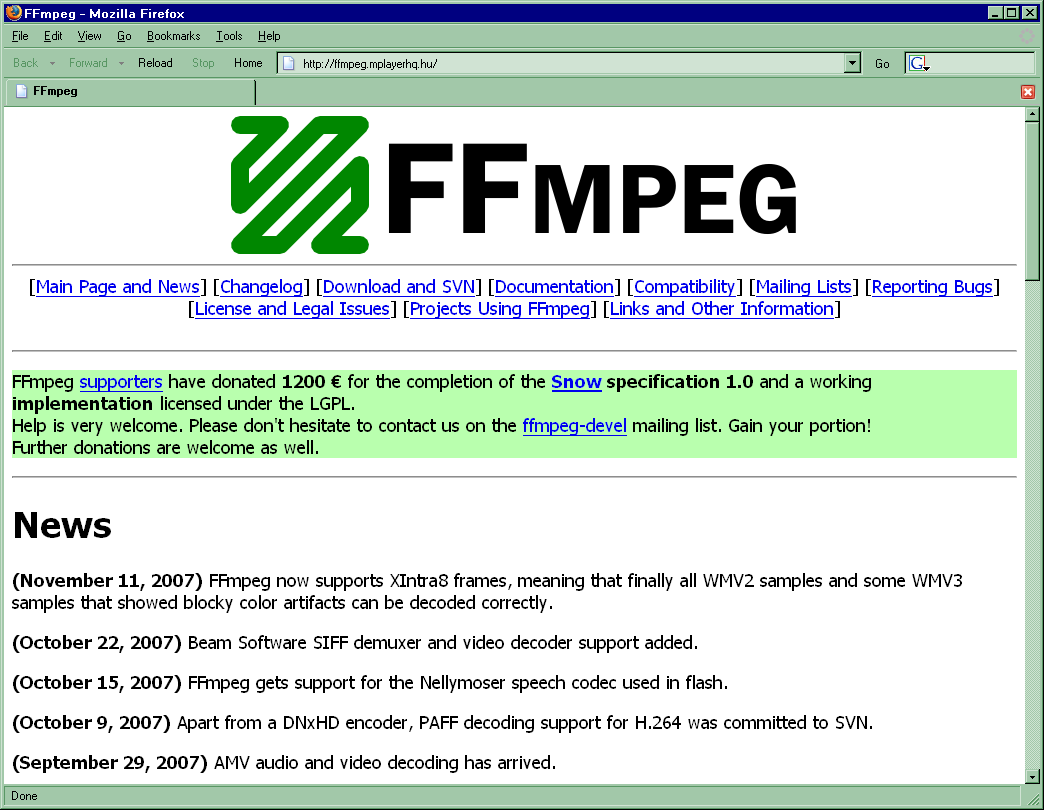 FFmpeg - Mozilla Firefox
File Edit View Go Bookmarks Tools Help
Back Forward Reload Stop Home http://ffmpeg.mplayerhq.hu/ Go G
FFmpeg
FFMPEG
[Main Page and News] [Changelog] [Download and SVN] [Documentation] [Compatibility] [Mailing Lists] [Reporting Bugs]
[License and Legal Issues] [Projects Using FFmpeg] [Links and Other Information]
FFmpeg supporters have donated 1200 € for the completion of the Snow specification 1.0 and a working
implementation licensed under the LGPL.
Help is very welcome. Please don't hesitate to contact us on the ffmpeg-devel mailing list. Gain your portion!
Further donations are welcome as well.
News
(November 11, 2007) FFmpeg now supports XIntra8 frames, meaning that finally all WMV2 samples and some WMV3
samples that showed blocky color artifacts can be decoded correctly.
(October 22, 2007) Beam Software SIFF demuxer and video decoder support added.
(October 15, 2007) FFmpeg gets support for the Nellymoser speech codec used in flash.
(October 9, 2007) Apart from a DNxHD encoder, PAFF decoding support for H.264 was committed to SVN.
(September 29, 2007) AMV audio and video decoding has arrived.
Done